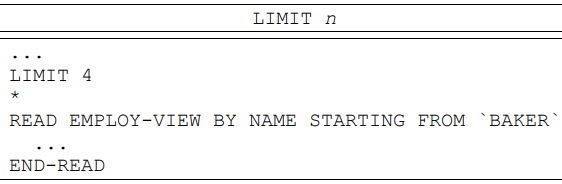 LIMIT n
...
LIMIT 4
*
READ EMPLOY-VIEW BY NAME STARTING FROM `BAKER`
...
END-READ